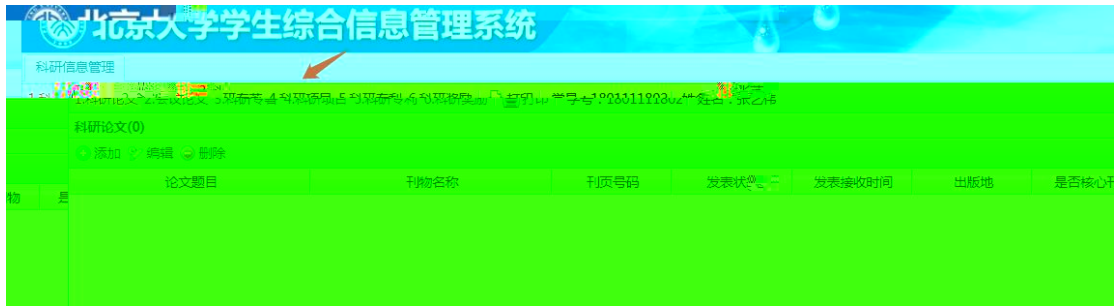 北京大学学生综合信息管理系统
科研信息管理
1.科研论文 2.会议论文 3.科研专著 4.科研项目 5.科研专利 6.科研奖励 打印 学号:1801111802 姓名:张艺
科研论文(0)
添加 编辑 删除
论文题目 刊物名称 刊页号码 发表状 发表接收时间 出版地 是否核心刊
物 是